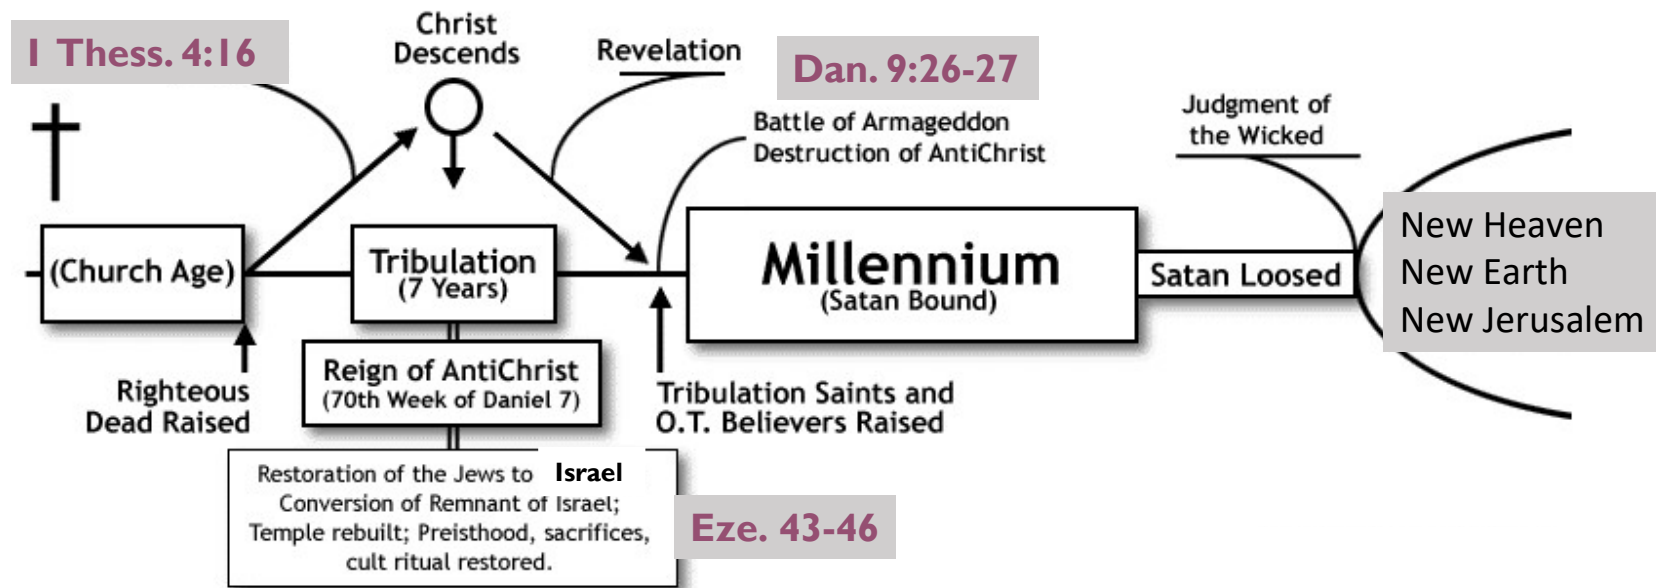 Christ
Descends
I Thess. 4:16
Revelation
Dan. 9:26-27
Battle of Armageddon
Destruction of AntiChrist
Judgment of
the Wicked
(Church Age)
Tribulation
(7 Years)
Millennium
(Satan Bound)
Satan Loosed
New Heaven
New Earth
New Jerusalem
Righteous
Dead Raised
Reign of AntiChrist
(70th Week of Daniel 7)
Tribulation Saints and
O.T. Believers Raised
Restoration of the Jews to Israel
Conversion of Remnant of Israel;
Temple rebuilt; Preisthood, sacrifices,
cult ritual restored.
Eze. 43-46